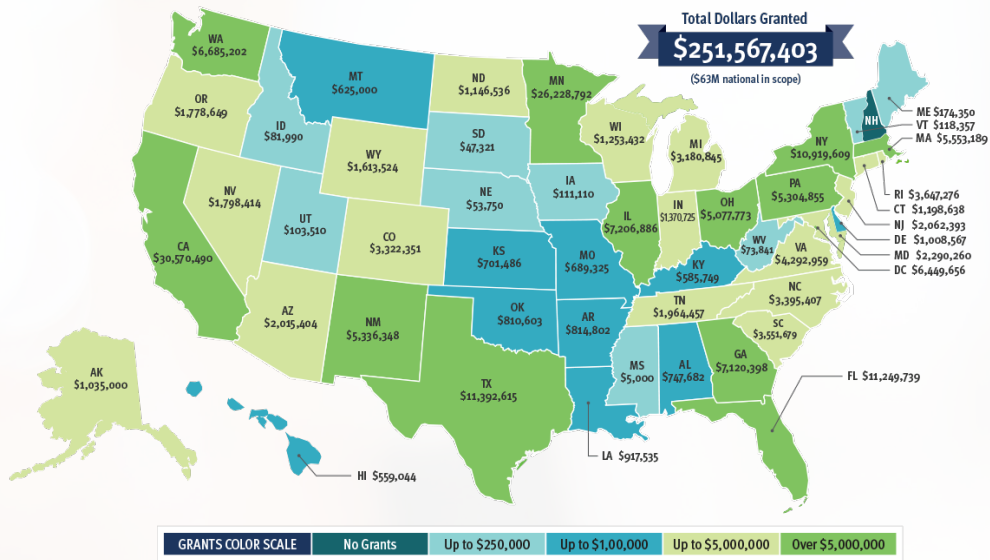 Total Dollars Granted
$251,567,403
($63M national in scope)
WA
$6,685,202
OR
$1,778,649
ID
$81,990
MT
$625,000
ND
$1,146,536
MN
$26,228,792
WI
$1,253,432
MI
$3,180,845
NY
$10,919,609
NH
ME $174,350
VT $118,357
MA $5,553,189
RI $3,647,276
CT $1,198,638
NJ $2,062,393
DE $1,008,567
MD $2,290,260
DC $6,449,656
WY
$1,613,524
SD
$47,321
NE
$53,750
IA
$111,110
IL
$7,206,886
IN
$1370,725
OH
$5,077,773
PA
$5,304,855
WV
$73,841
VA
$4,292,959
NV
$1,798,414
UT
$103,510
CO
$3,322,351
KS
$701,486
MO
$689,325
KY
$585,749
CA
$30,570,490
AZ
$2,015,404
NM
$5,336,348
OK
$810,603
AR
$814,802
TN
$1,964,457
NC
$3,395,407
SC
$3,551,679
MS
$5,000
AL
$747,682
GA
$7,120,398
TX
$11,392,615
FL $11,249,739
LA $917,535
AK
$1,035,000
HI $559,044
GRANTS COLOR SCALE
No Grants
Up to $250,000
Up to $1,00,000
Up to $5,000,000
Over $5,000,000